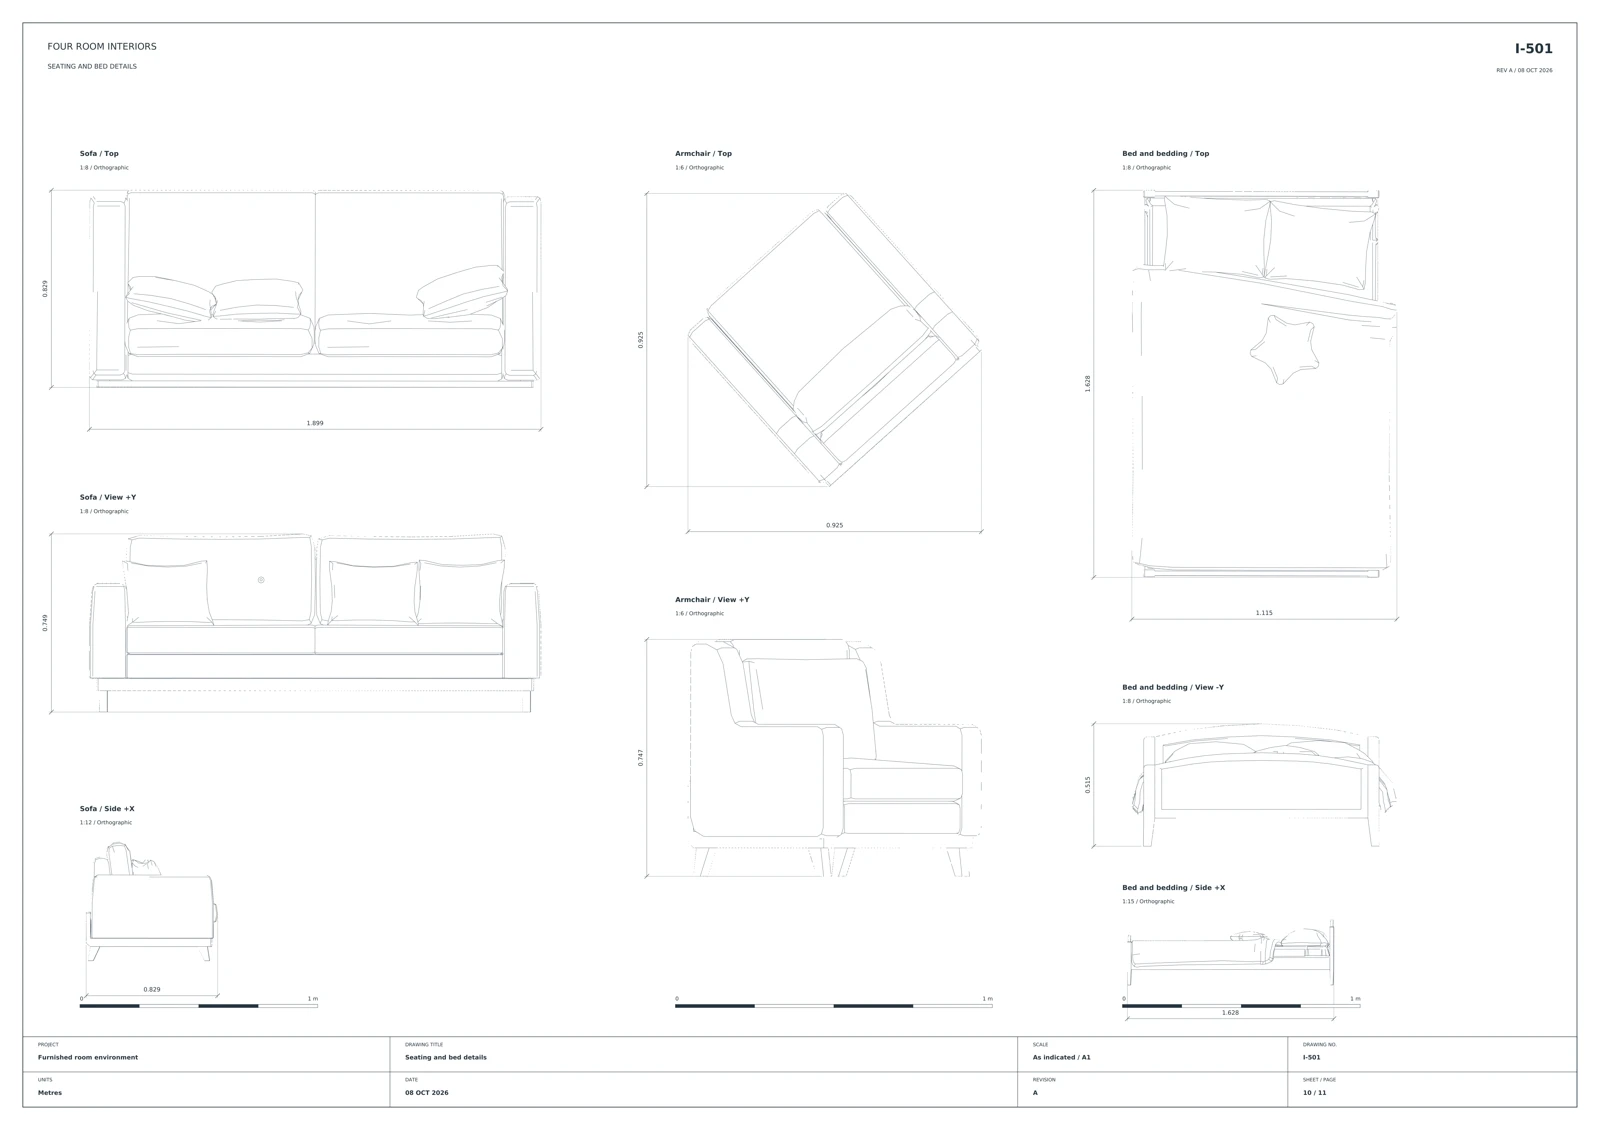 FOUR ROOM INTERIORS
SEATING AND BED DETAILS
I-501
REV A / 08 OCT 2026
Sofa / Top
1:8 / Orthographic
0.829
1.899
Sofa / View +Y
1:8 / Orthographic
0.749
Sofa / Side +X
1:12 / Orthographic
0.829
0
1 m
Armchair / Top
1:6 / Orthographic
0.925
0.925
Armchair / View +Y
1:6 / Orthographic
0.747
0
1 m
Bed and bedding / Top
1:8 / Orthographic
1.628
1.115
Bed and bedding / View -Y
1:8 / Orthographic
0.515
Bed and bedding / Side +X
1:15 / Orthographic
0
1 m
1.628
PROJECT
Furnished room environment
DRAWING TITLE
Seating and bed details
SCALE
As indicated / A1
DRAWING NO.
I-501
UNITS
Metres
DATE
08 OCT 2026
REVISION
A
SHEET / PAGE
10 / 11